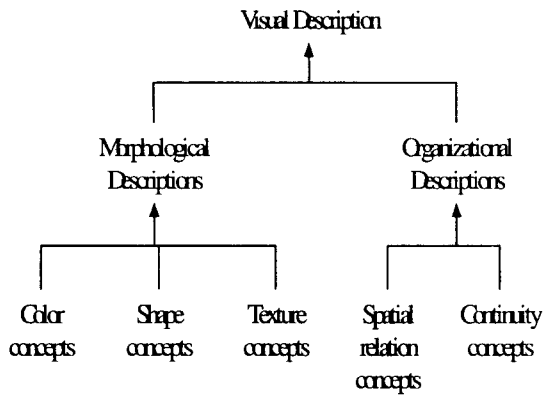 Visual Description
Morphological
Descriptions
Organizational
Descriptions
Color
concepts
Shape
concepts
Texture
concepts
Spatial
relation
concepts
Continuity
concepts